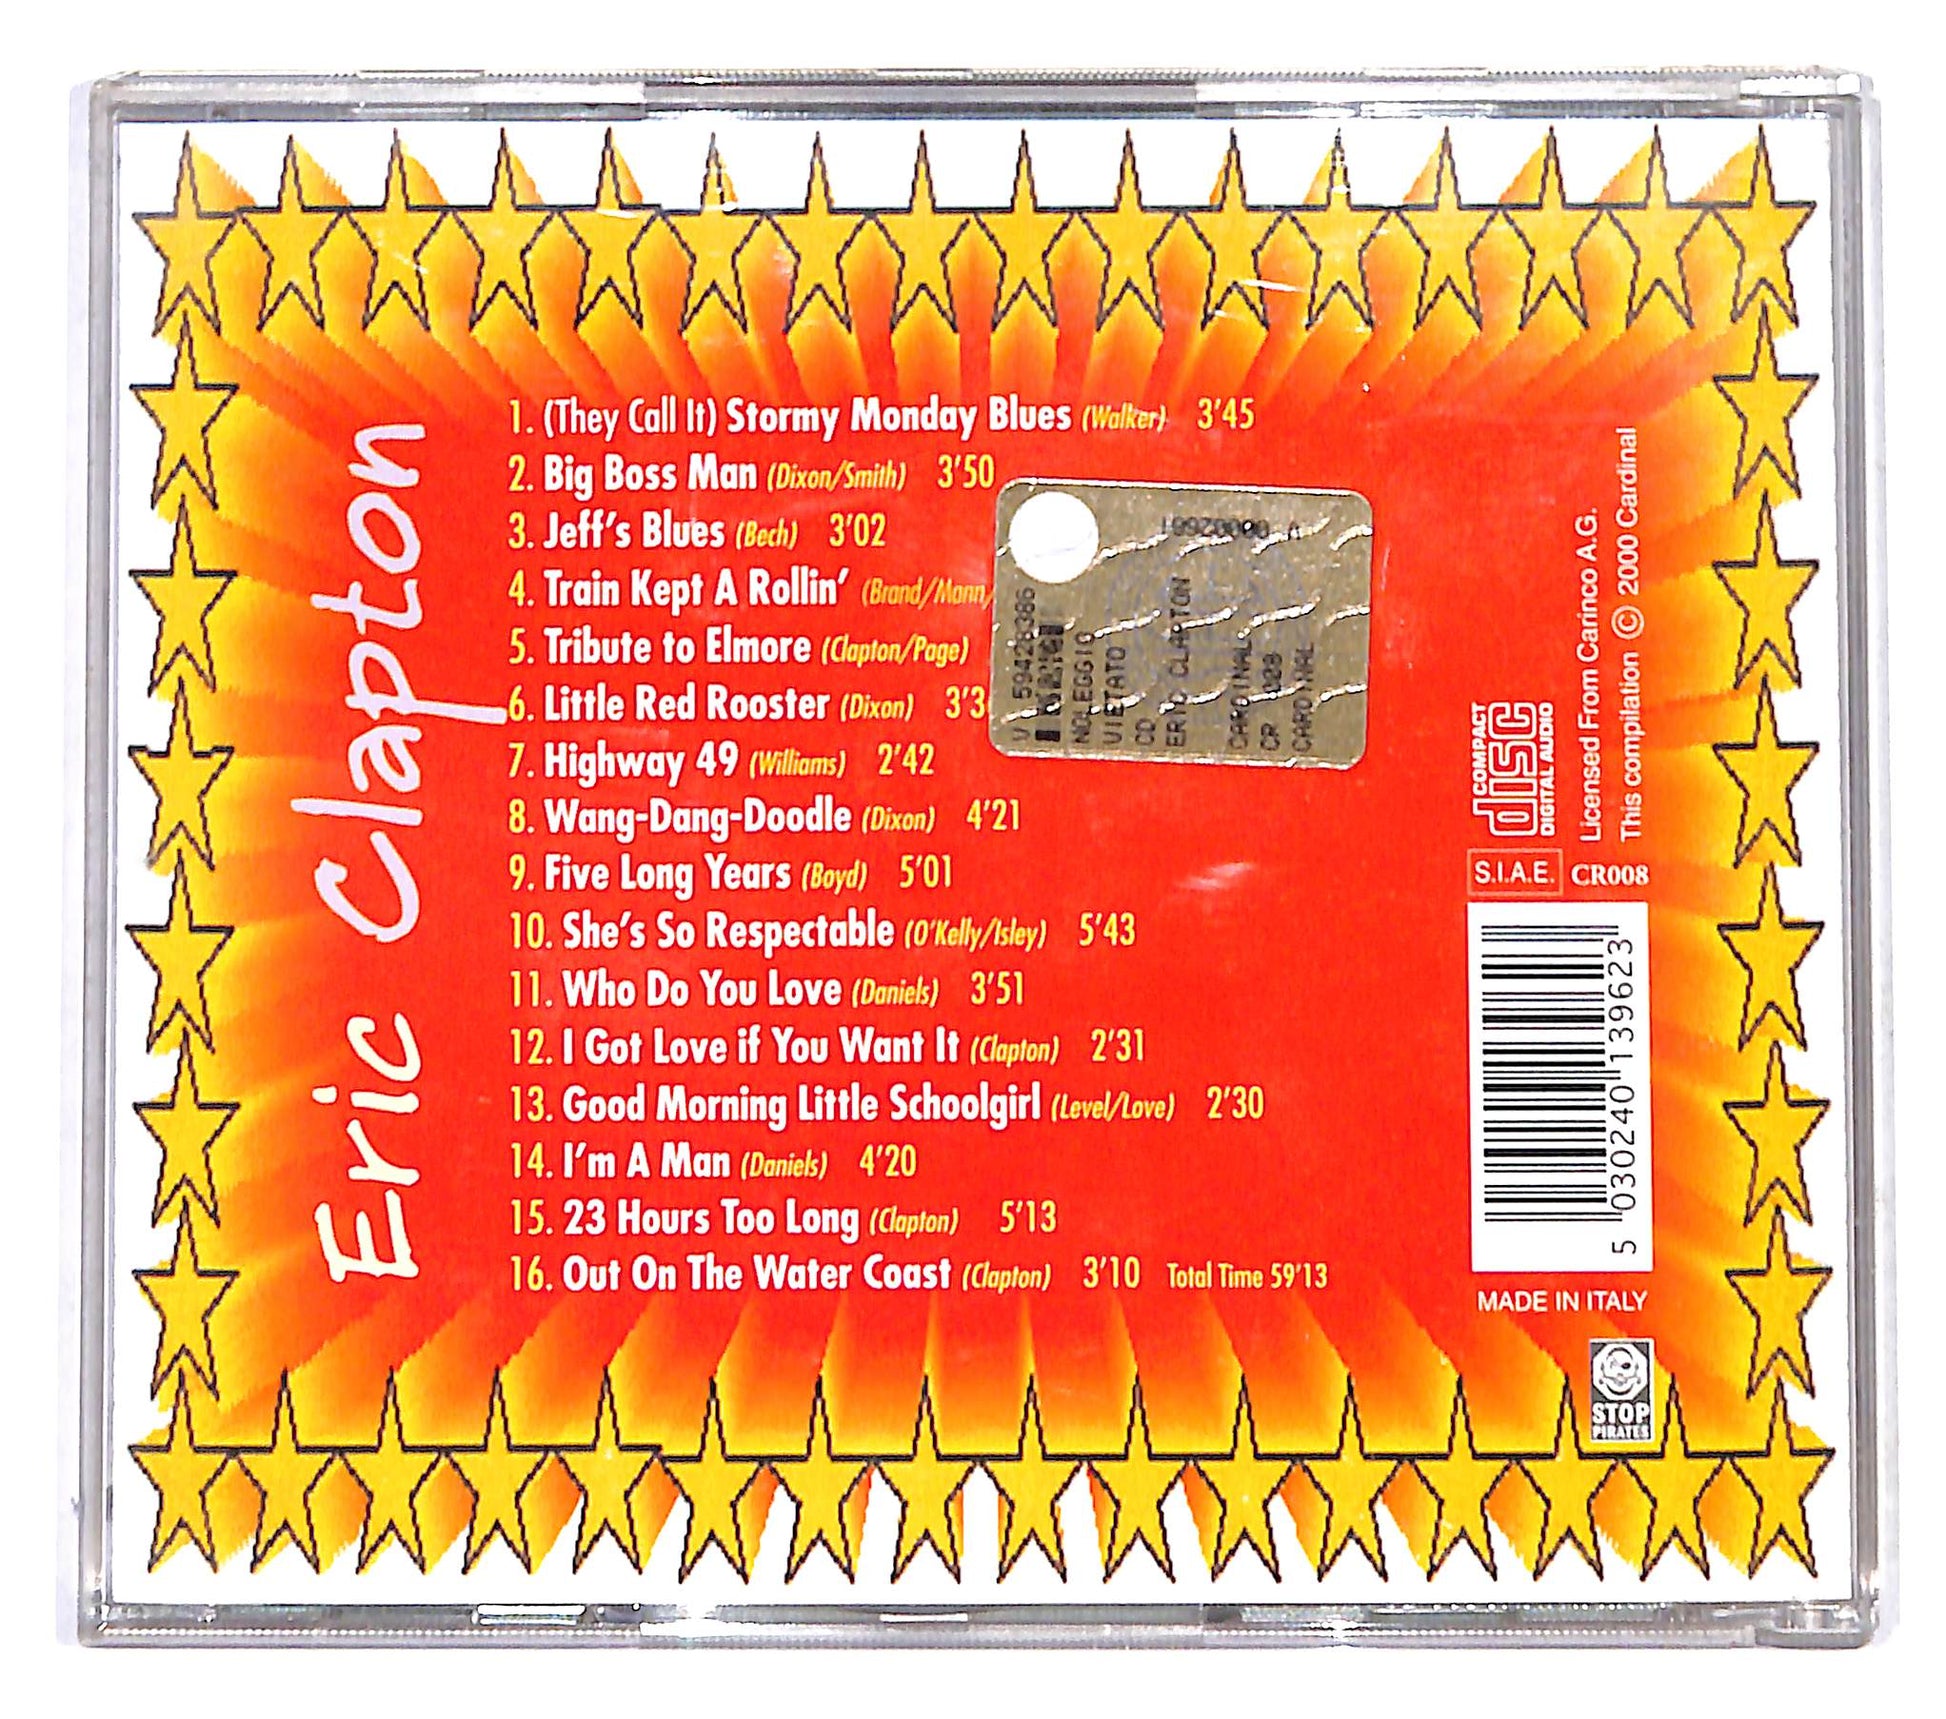 Eric Clapton
1. (They Call It) Stormy Monday Blues (Walker) 3'45
2. Big Boss Man (Dixon/Smith) 3'50
3. Jeff's Blues (Bech) 3'02
4. Train Kept A Rollin' (Brand/Mann/
5. Tribute to Elmore (Clapton/Page)
6. Little Red Rooster (Dixon) 3'3
7. Highway 49 (Williams) 2'42
8. Wang-Dang-Doodle (Dixon) 4'21
9. Five Long Years (Boyd) 5'01
10. She's So Respectable (O'Kelly/Isley) 5'43
11. Who Do You Love (Daniels) 3'51
12. I Got Love if You Want It (Clapton) 2'31
13. Good Morning Little Schoolgirl (Level/Love) 2'30
14. I'm A Man (Daniels) 4'20
15. 23 Hours Too Long (Clapton) 5'13
16. Out On The Water Coast (Clapton) 3'10 Total Time 59'13
NOLEGGIO
VIETATO
CD
ERIC CLAPTON
CARDINAL
CR 008
CARDINAL
COMPACT
disc
DIGITAL AUDIO
Licensed From Carinco A.G.
This compilation © 2000 Cardinal
S.I.A.E. CR008
5 030240 139623
MADE IN ITALY
STOP
PIRATES